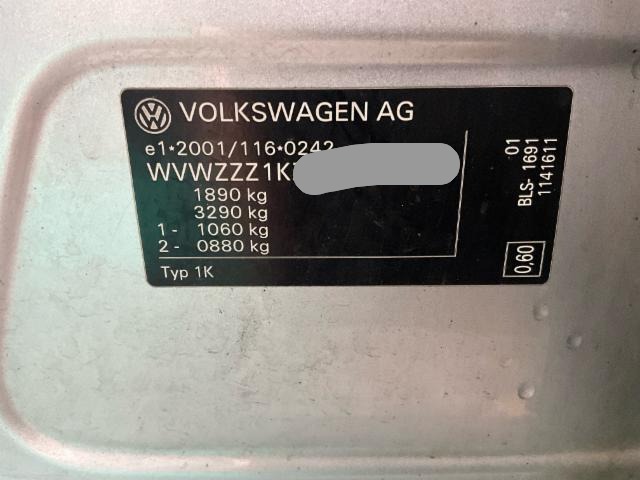 VOLKSWAGEN AG
e1*2001/116*0242
WVWZZZ1K
1890 kg
3290 kg
1 - 1060 kg
2 - 0880 kg
Typ 1K
01
BLS- 1691
1141611
0,60